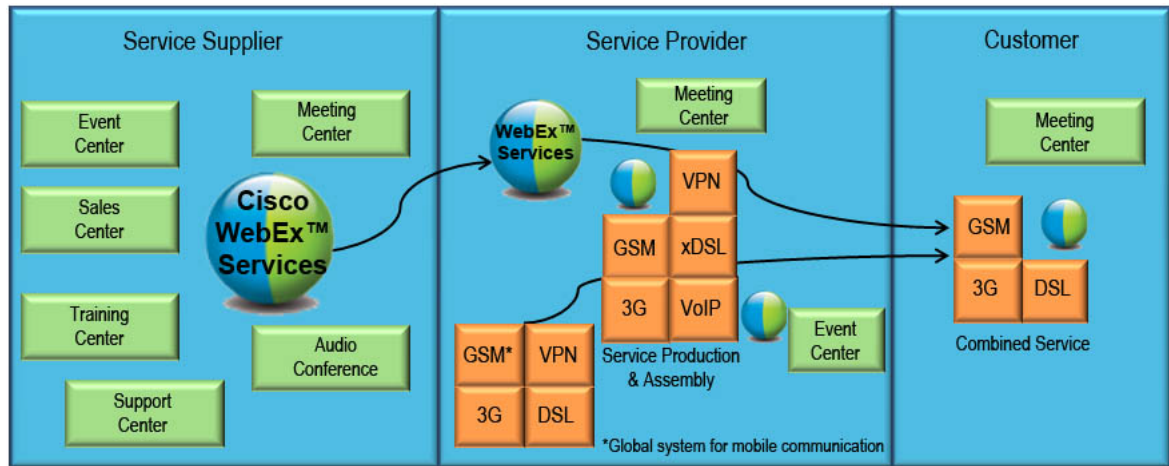 Service Supplier
Event
Center
Meeting
Center
Sales
Center
Cisco
WebEx™
Services
Training
Center
Audio
Conference
Support
Center
Service Provider
WebEx™
Services
Meeting
Center
VPN
GSM
xDSL
3G
VoIP
Service Production
& Assembly
GSM*
VPN
3G
DSL
Event
Center
*Global system for mobile communication
Customer
Meeting
Center
GSM
3G
DSL
Combined Service